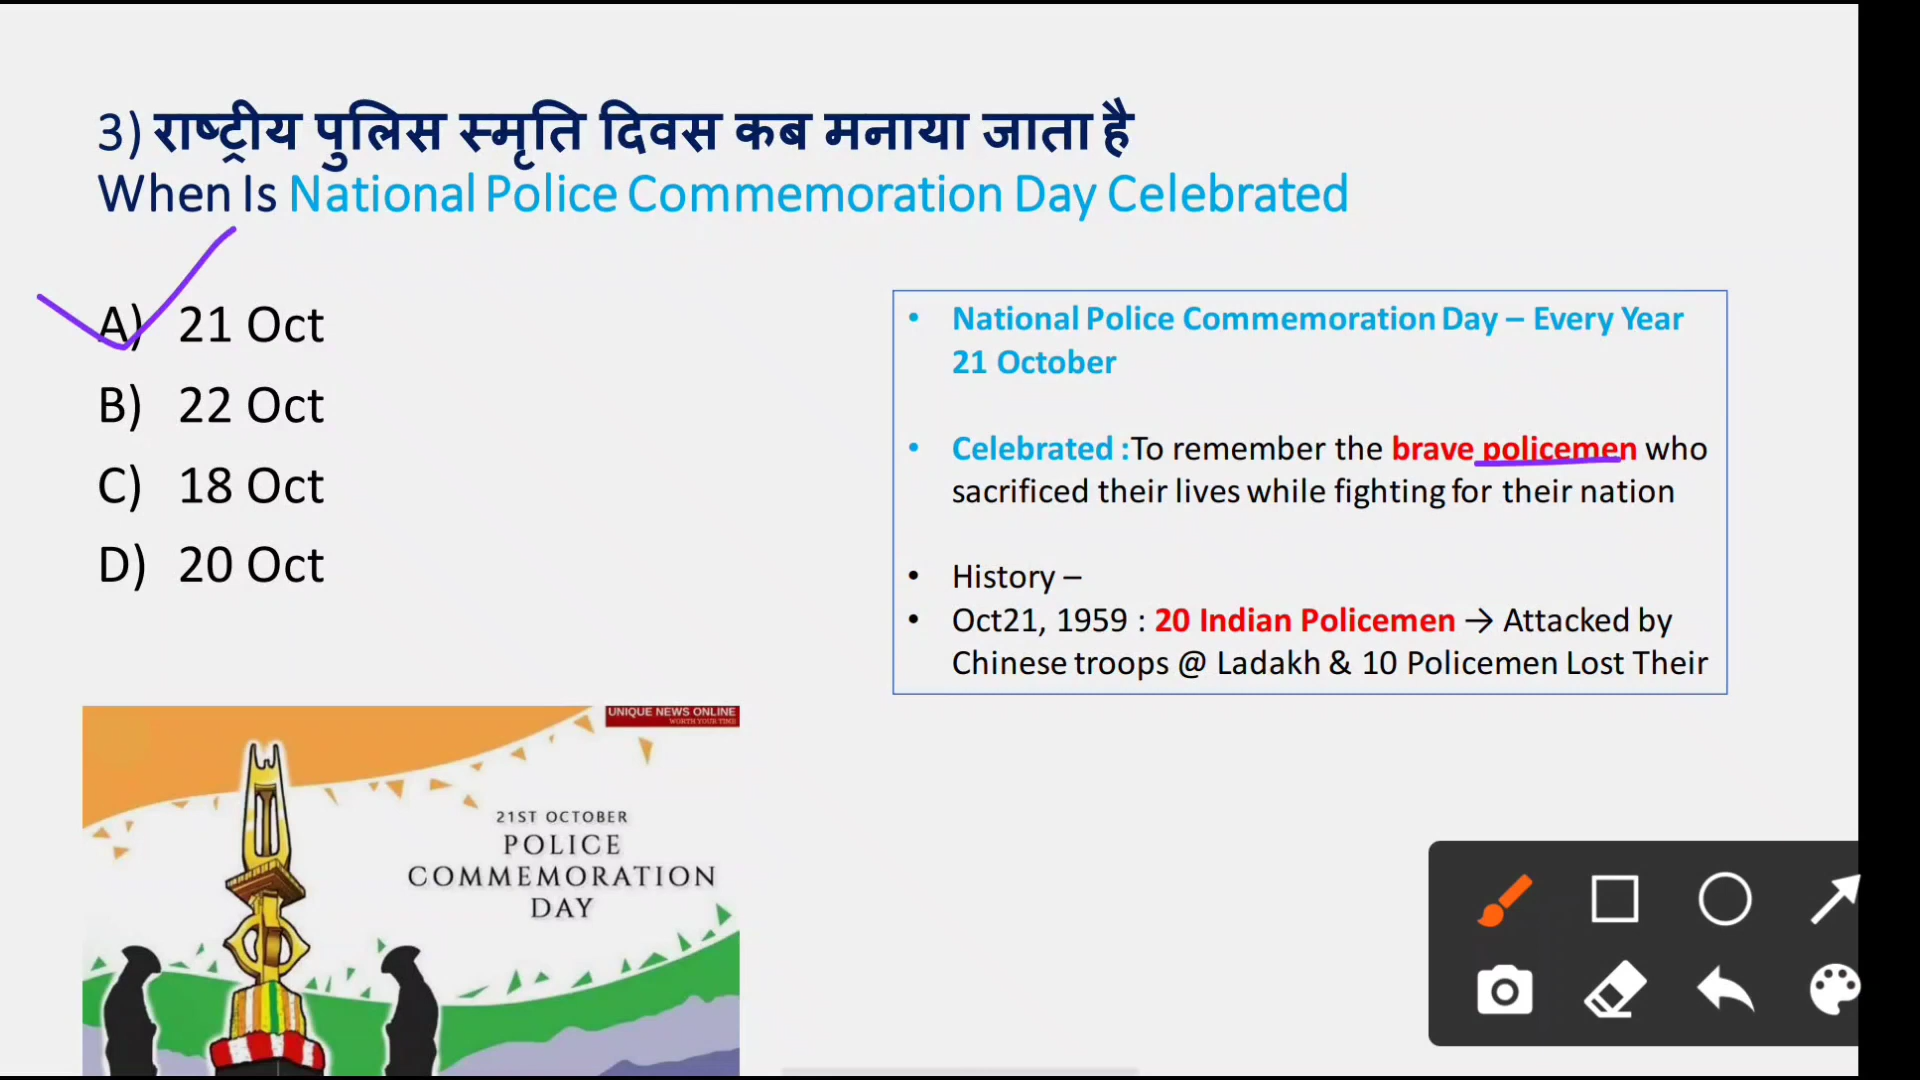 3) राष्ट्रीय पुलिस स्मृति दिवस कब मनाया जाता है
When Is National Police Commemoration Day Celebrated
A) 21 Oct
B) 22 Oct
C) 18 Oct
D) 20 Oct
• National Police Commemoration Day – Every Year
21 October
• Celebrated :To remember the brave policemen who
sacrificed their lives while fighting for their nation
• History –
• Oct21, 1959 : 20 Indian Policemen → Attacked by
Chinese troops @ Ladakh & 10 Policemen Lost Their
UNIQUE NEWS ONLINE
WORTH YOUR TIME
21ST OCTOBER
POLICE
COMMEMORATION
DAY